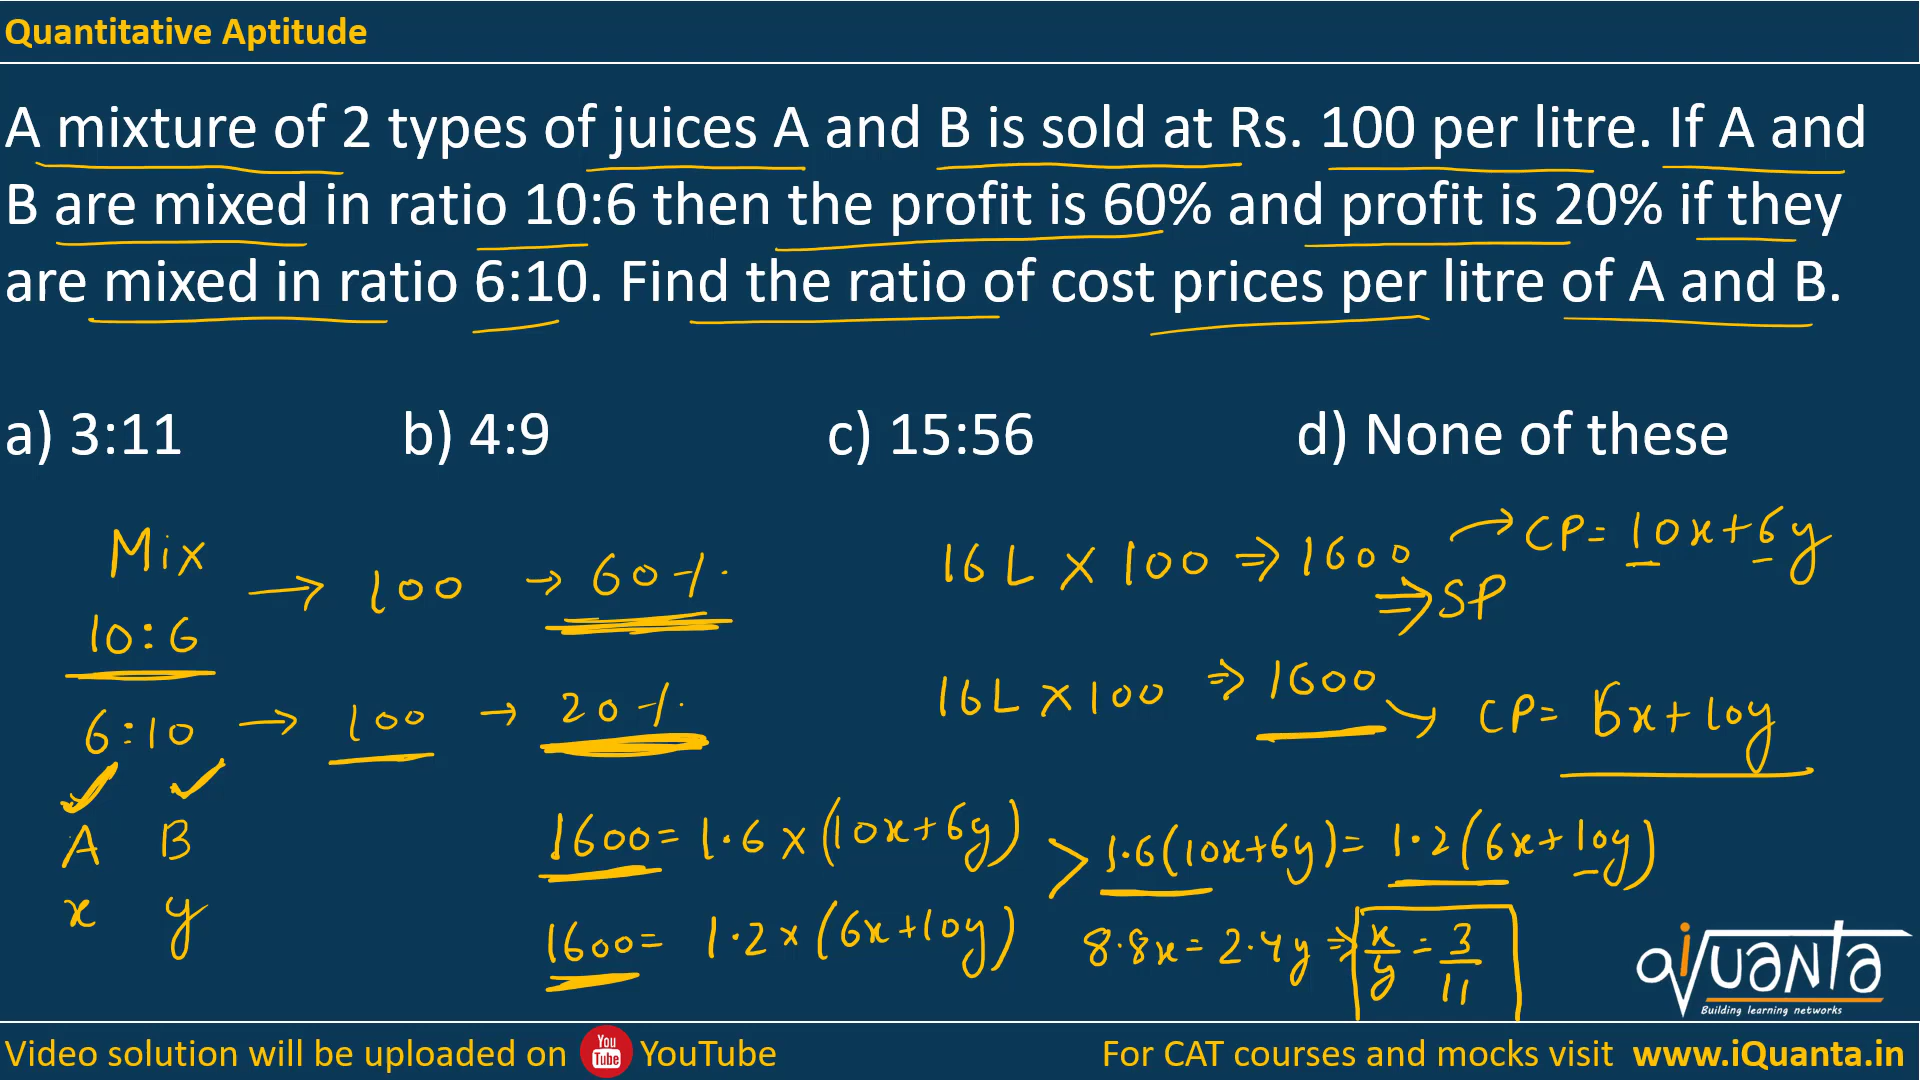 Quantitative Aptitude
A mixture of 2 types of juices A and B is sold at Rs. 100 per litre. If A and
B are mixed in ratio 10:6 then the profit is 60% and profit is 20% if they
are mixed in ratio 6:10. Find the ratio of cost prices per litre of A and B.
a) 3:11 b) 4:9 c) 15:56 d) None of these
Mix
10:6 → 100 → 60%
6:10 → 100 → 20%
A B
x y
16L × 100 ⇒ 1600 → CP = 10x+6y
⇒ SP
16L × 100 ⇒ 1600 → CP = 6x+10y
1600 = 1.6 × (10x+6y)
1600 = 1.2 × (6x+10y)
> 1.6(10x+6y) = 1.2(6x+10y)
8.8x = 2.4y ⇒ x/y = 3/11
iQuanta
Building learning networks
Video solution will be uploaded on You Tube YouTube
For CAT courses and mocks visit www.iQuanta.in